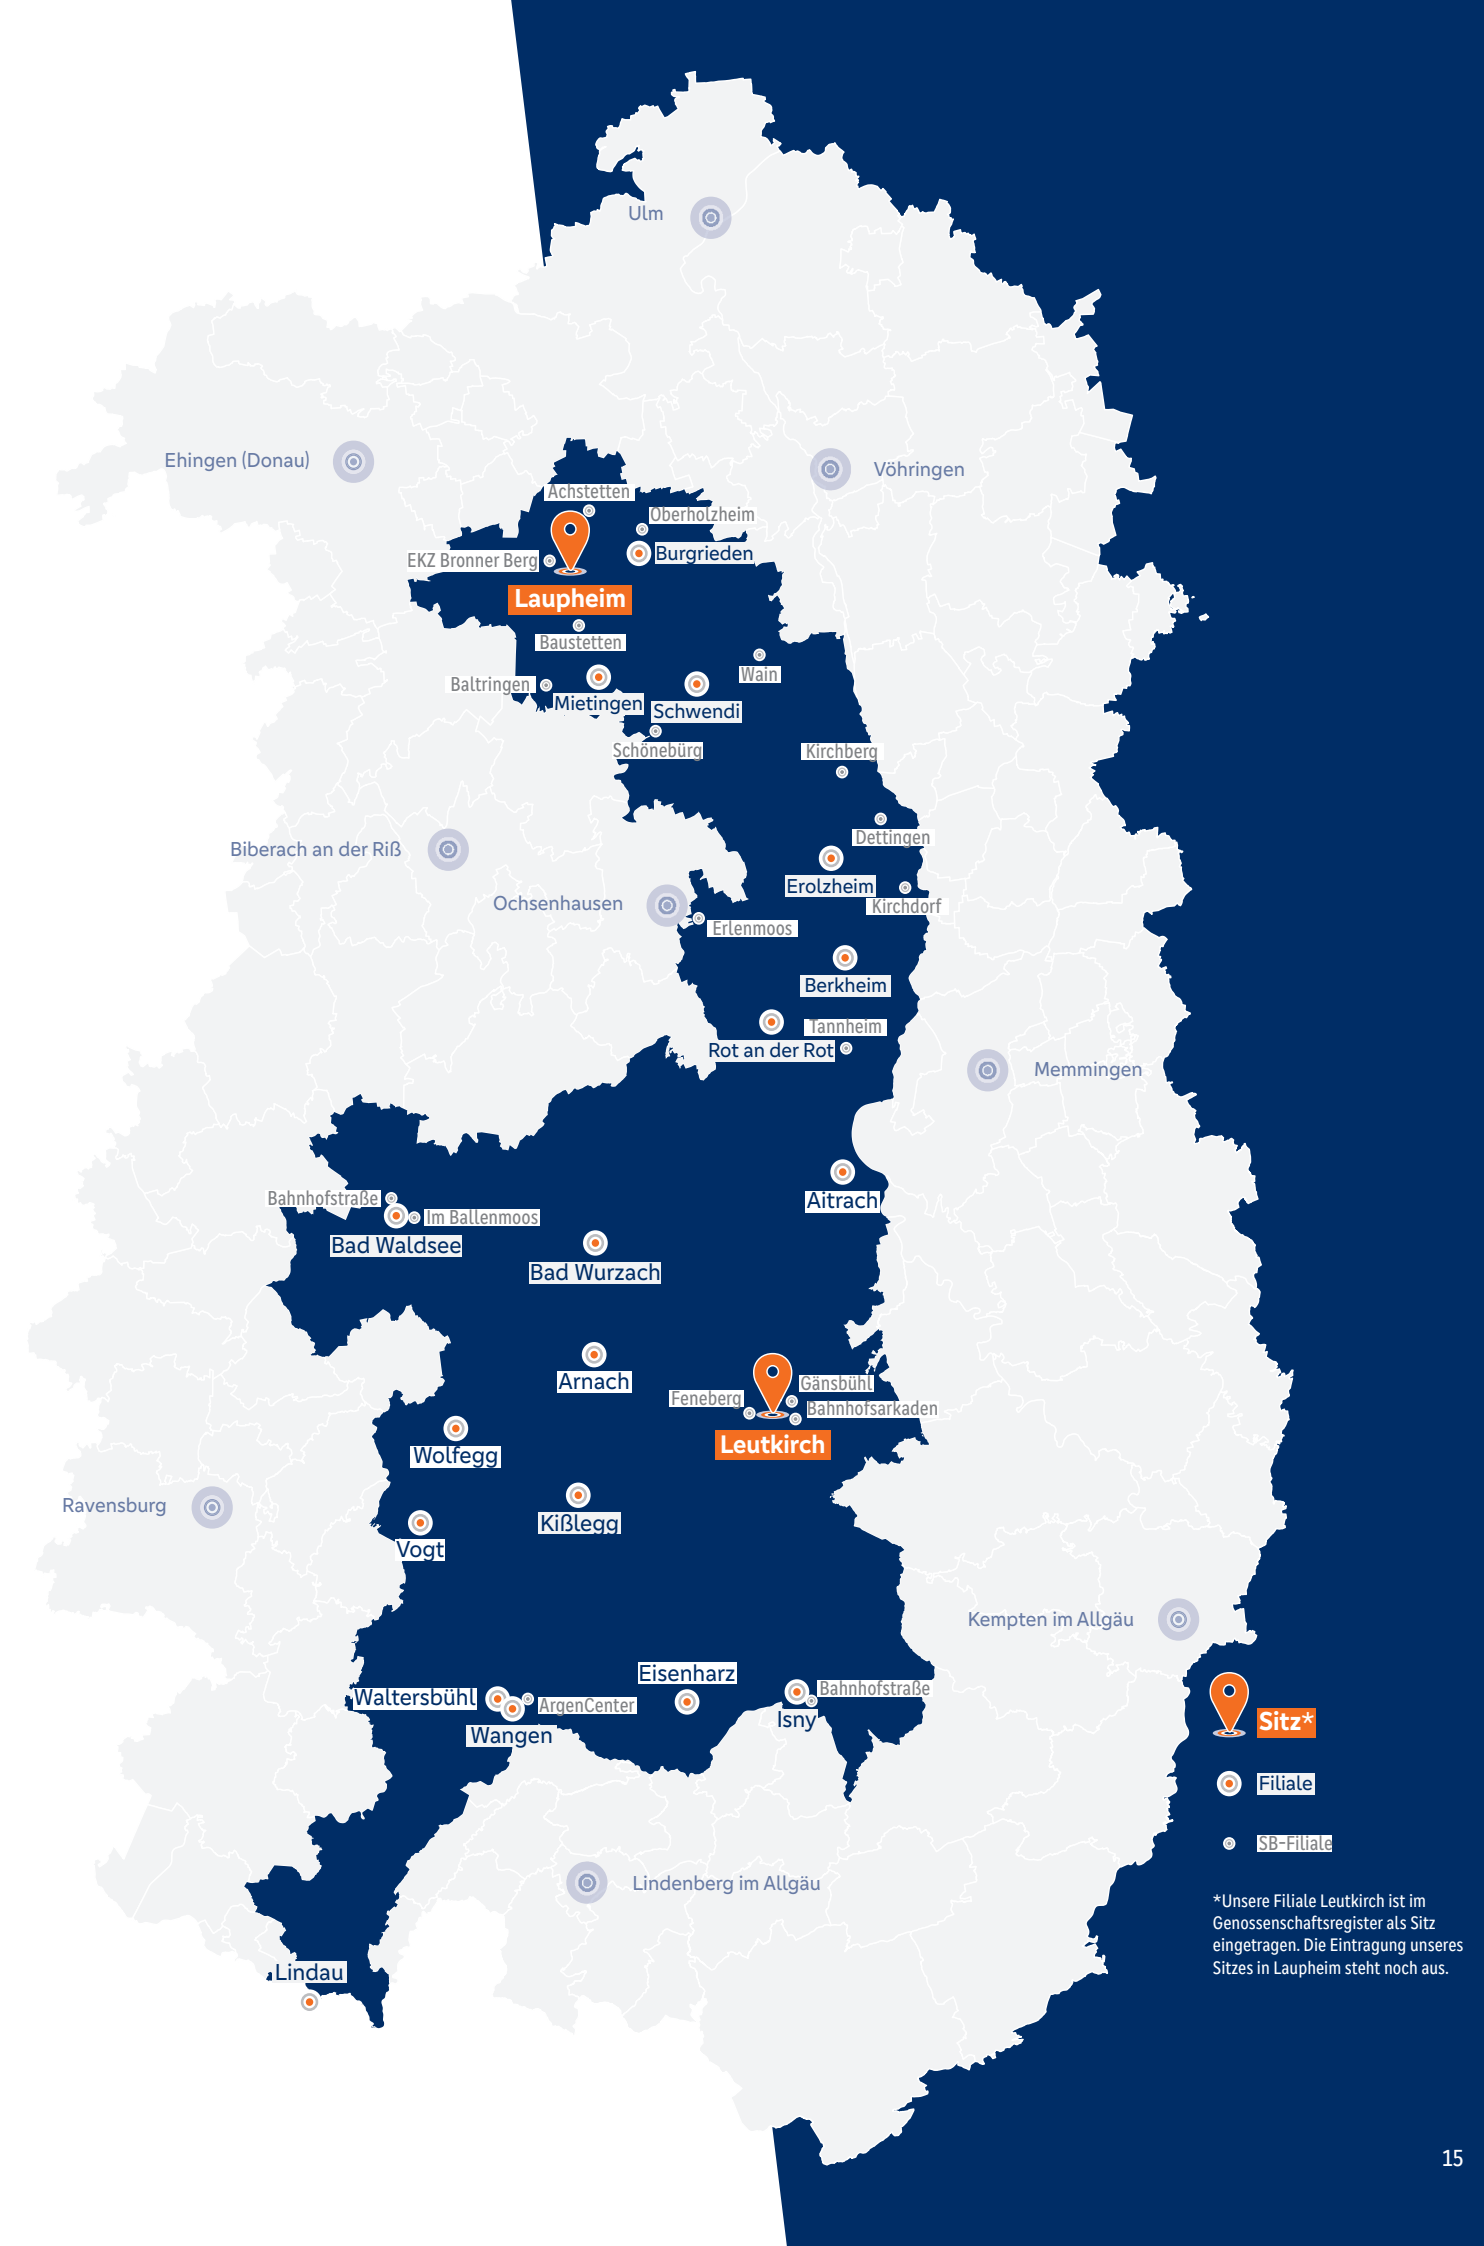 Ulm
Ehingen (Donau)
Vöhringen
Achstetten
Oberholzheim
Burgrieden
EKZ Bronner Berg
Laupheim
Baustetten
Wain
Baltringen
Mietingen
Schwendi
Schönebürg
Kirchberg
Dettingen
Biberach an der Riß
Erolzheim
Ochsenhausen
Kirchdorf
Erlenmoos
Berkheim
Tannheim
Rot an der Rot
Memmingen
Bahnhofstraße
Aitrach
Im Ballenmoos
Bad Waldsee
Bad Wurzach
Arnach
Gänsbühl
Feneberg
Bahnhofsarkaden
Leutkirch
Wolfegg
Ravensburg
Kißlegg
Vogt
Kempten im Allgäu
Eisenharz
Bahnhofstraße
Waltersbühl
ArgenCenter
Isny
Wangen
Sitz*
Filiale
SB-Filiale
Lindenberg im Allgäu
*Unsere Filiale Leutkirch ist im
Genossenschaftsregister als Sitz
eingetragen. Die Eintragung unseres
Sitzes in Laupheim steht noch aus.
Lindau
15